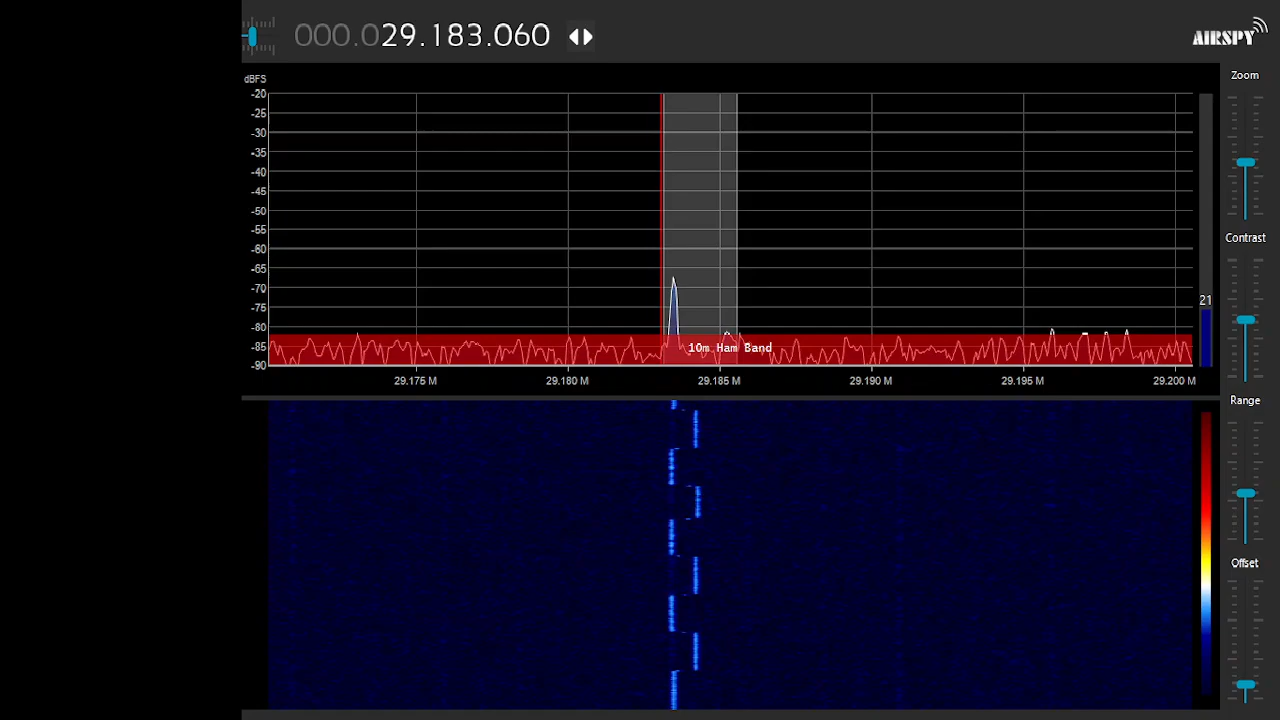 000.029.183.060
AIRSPY
Zoom
dBFS
-20
-25
-30
-35
-40
-45
-50
-55
-60
-65
-70
-75
-80
-85
-90
Contrast
21
10m Ham Band
29.175 M 29.180 M 29.185 M 29.190 M 29.195 M 29.200 M
Range
Offset